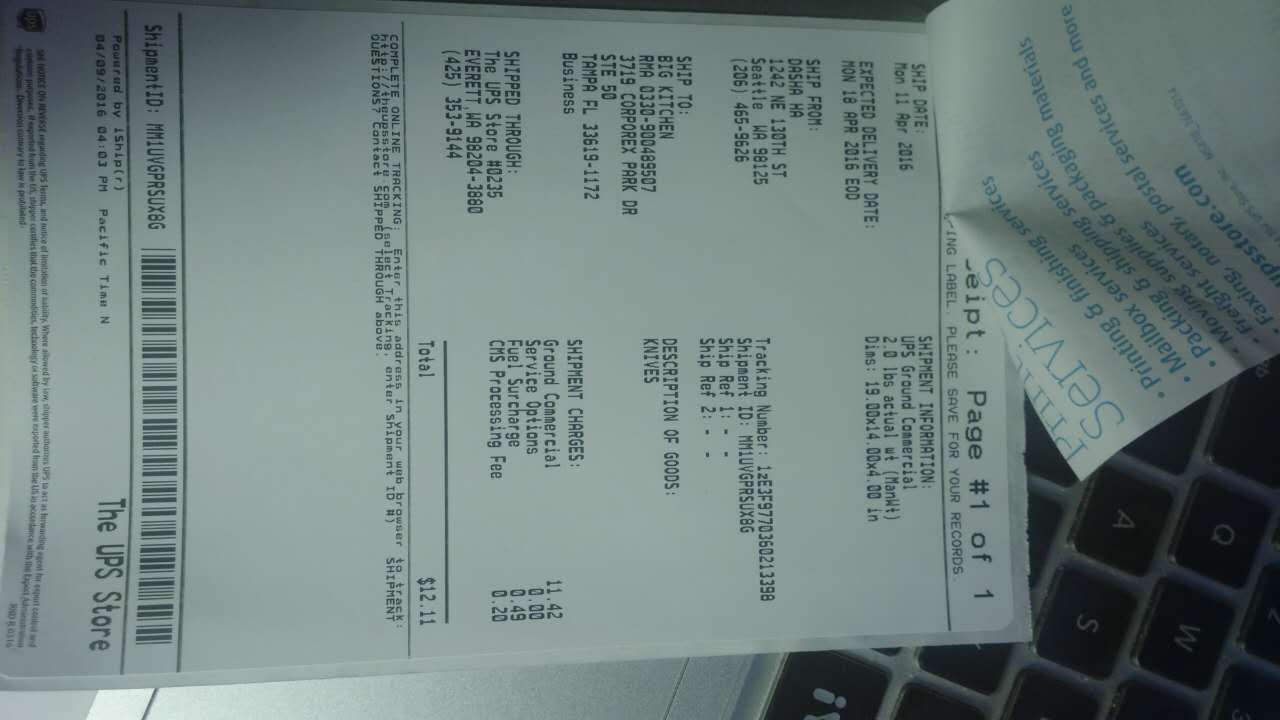 eipt: Page #1 of 1
ING LABEL. PLEASE SAVE FOR YOUR RECORDS.
SHIP DATE:
Mon 11 Apr 2016
EXPECTED DELIVERY DATE:
MON 18 APR 2016 EOD
SHIP FROM:
DASHA HA
1242 NE 130TH ST
Seattle WA 98125
(206) 465-9626
SHIP TO:
BIG KITCHEN
RMA 0330-900489507
3719 CORPOREX PARK DR
STE 50
TAMPA FL 33619-1172
Business
SHIPPED THROUGH:
The UPS Store #0235
EVERETT WA 98204-3880
(425) 353-9144
SHIPMENT INFORMATION:
UPS Ground Commercial
2.0 lbs actual wt (ManWt)
Dims: 19.00x14.00x4.00 in
Tracking Number: 1zE3F9770360213398
Shipment ID: MM1UVGPRSUX8G
Ship Ref 1: - -
Ship Ref 2: - -
DESCRIPTION OF GOODS:
KNIVES
SHIPMENT CHARGES:
Ground Commercial 11.42
Service Options 0.00
Fuel Surcharge 0.49
CMS Processing Fee 0.20
Total $12.11
COMPLETE ONLINE TRACKING: Enter this address in your web browser to track:
http://theupsstore.com (select Tracking, enter Shipment ID #) SHIPMENT
QUESTIONS? Contact SHIPPED THROUGH above.
ShipmentID: MM1UVGPRSUX8G
Powered by iShip(r)
04/09/2016 04:03 PM Pacific Time N
The UPS Store
ups
SEE NOTICE ON REVERSE regarding UPS Terms, and notice of limitation of liability. Where allowed by law, shipper authorizes UPS to act as forwarding agent for export control and
customs purposes. If exported from the US, shipper certifies that the commodities, technology or software were exported from the US in accordance with the Export Administration
Regulations. Diversion contrary to law is prohibited.
services
• Printing & finishing services
• Mailbox services
• Packing & shipping services
• Moving supplies & packaging materials
• Freight services
faxing, notary, postal services and more
upsstore.com
Q
W
A
S